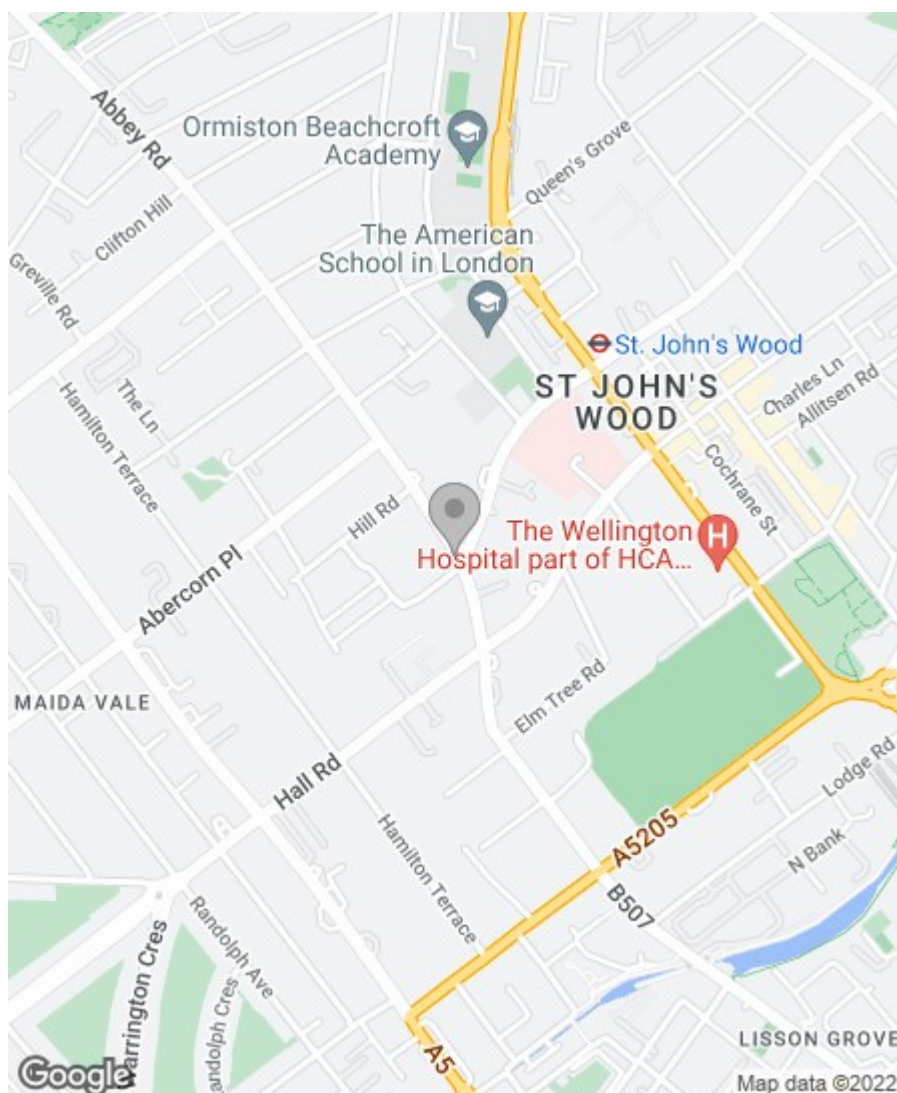 Abbey Rd
Ormiston Beachcroft
Academy
Queen's Grove
Clifton Hill
The American
School in London
Greville Rd
St. John's Wood
ST JOHN'S
WOOD
Charles Ln
Allitsen Rd
The Ln
Hamilton Terrace
Cochrane St
Hill Rd
The Wellington
Hospital part of HCA...
H
Abercorn Pl
MAIDA VALE
Elm Tree Rd
Hall Rd
Lodge Rd
A5205
N Bank
Hamilton Terrace
B507
Randolph Ave
Warrington Cres
Randolph Cres
A5
LISSON GROVE
Google
Map data ©2022